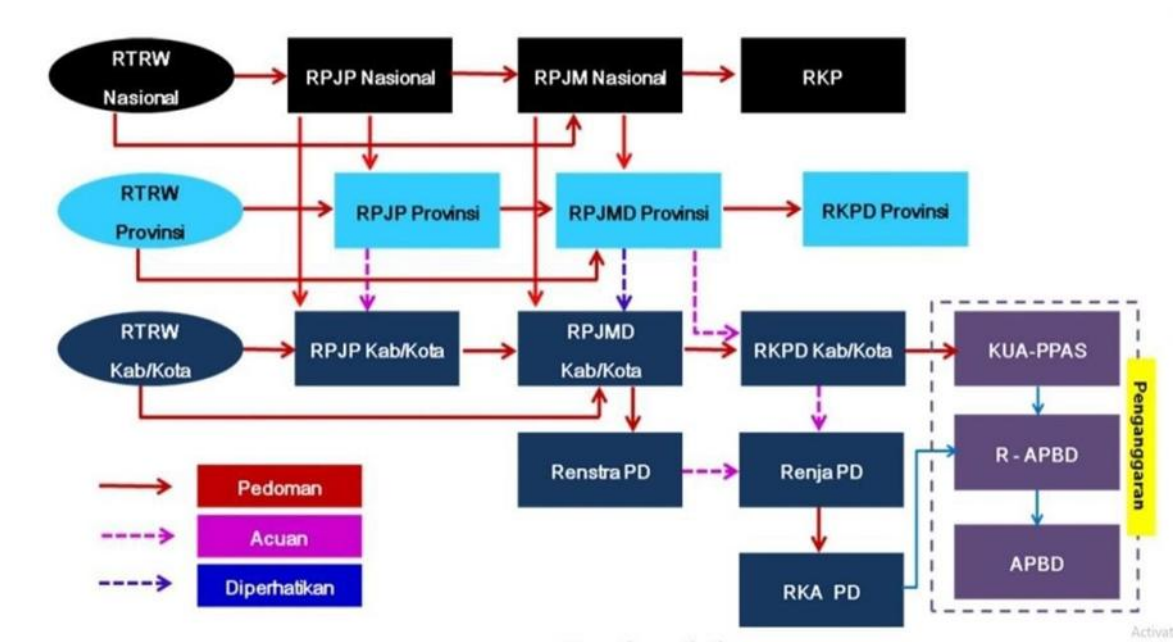 RTRW
Nasional
RPJP Nasional
RPJM Nasional
RKP
RTRW
Provinsi
RPJP Provinsi
RPJMD Provinsi
RKPD Provinsi
RTRW
Kab/Kota
RPJP Kab/Kota
RPJMD
Kab/Kota
RKPD Kab/Kota
KUA-PPAS
Penganggaran
Renstra PD
Renja PD
R - APBD
Pedoman
Acuan
Diperhatikan
RKA PD
APBD
Activat